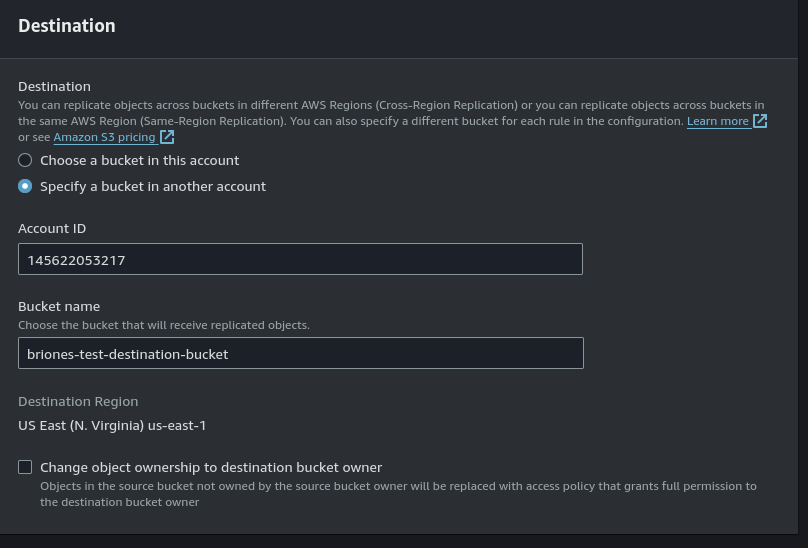 Destination
Destination
You can replicate objects across buckets in different AWS Regions (Cross-Region Replication) or you can replicate objects across buckets in
the same AWS Region (Same-Region Replication). You can also specify a different bucket for each rule in the configuration. Learn more
or see Amazon S3 pricing
Choose a bucket in this account
Specify a bucket in another account
Account ID
145622053217
Bucket name
Choose the bucket that will receive replicated objects.
briones-test-destination-bucket
Destination Region
US East (N. Virginia) us-east-1
Change object ownership to destination bucket owner
Objects in the source bucket not owned by the source bucket owner will be replaced with access policy that grants full permission to
the destination bucket owner